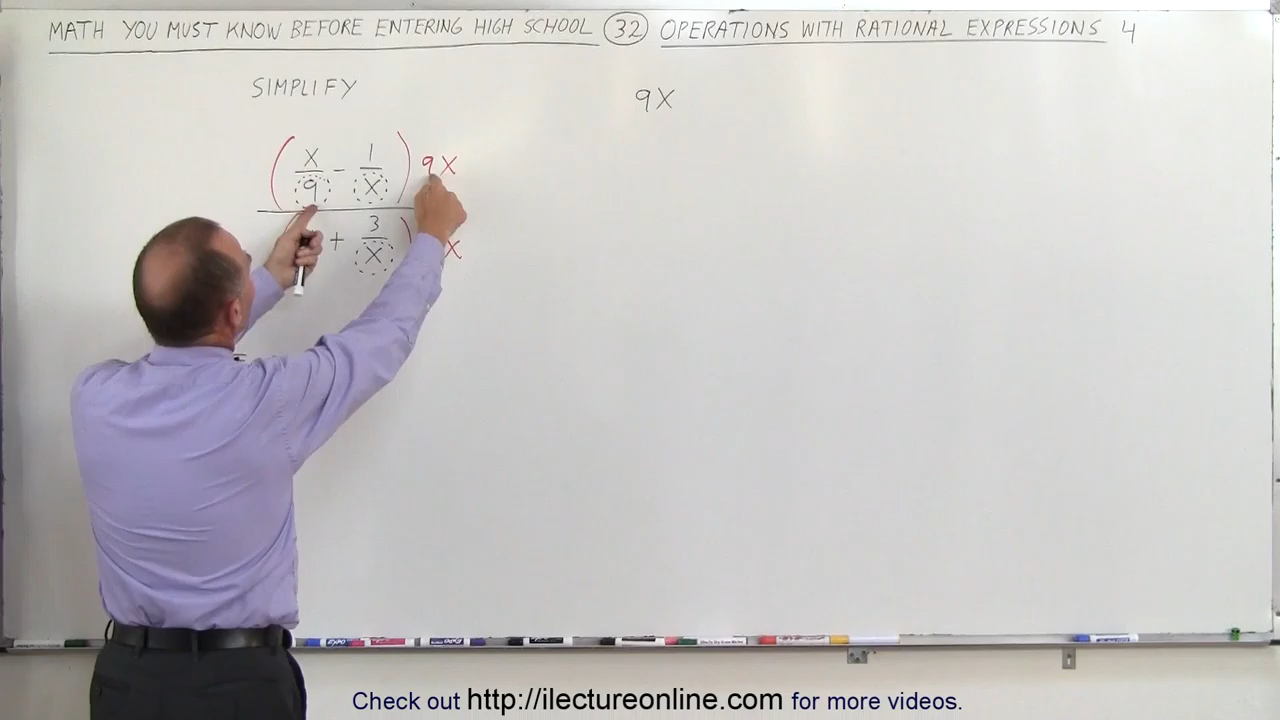 MATH YOU MUST KNOW BEFORE ENTERING HIGH SCHOOL 32 OPERATIONS WITH RATIONAL EXPRESSIONS 4
SIMPLIFY
9X
( X/9 - 1/X ) 9X
+ 3/X ) X
Check out http://ilectureonline.com for more videos.